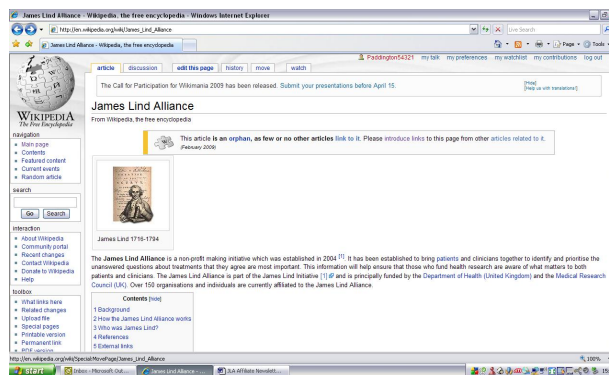 James Lind Alliance - Wikipedia, the free encyclopedia - Windows Internet Explorer
http://en.wikipedia.org/wiki/James_Lind_Alliance
Live Search
James Lind Alliance - Wikipedia, the free encyclopedia
Page
Tools
Paddington54321 my talk my preferences my watchlist my contributions log out
article discussion edit this page history move watch
The Call for Participation for Wikimania 2009 has been released. Submit your presentations before April 15.
[Hide]
[Help us with translations!]
WIKIPEDIA
The Free Encyclopedia
navigation
Main page
Contents
Featured content
Current events
Random article
search
Go Search
interaction
About Wikipedia
Community portal
Recent changes
Contact Wikipedia
Donate to Wikipedia
Help
toolbox
What links here
Related changes
Upload file
Special pages
Printable version
Permanent link
PDF version
James Lind Alliance
From Wikipedia, the free encyclopedia
This article is an orphan, as few or no other articles link to it. Please introduce links to this page from other articles related to it.
(February 2009)
James Lind 1716-1794
The James Lind Alliance is a non-profit making initiative which was established in 2004 [1]. It has been established to bring patients and clinicians together to identify and prioritise the
unanswered questions about treatments that they agree are most important. This information will help ensure that those who fund health research are aware of what matters to both
patients and clinicians. The James Lind Alliance is part of the James Lind Initiative [1] and is principally funded by the Department of Health (United Kingdom) and the Medical Research
Council (UK). Over 150 organisations and individuals are currently affiliated to the James Lind Alliance.
Contents [hide]
1 Background
2 How the James Lind Alliance works
3 Who was James Lind?
4 References
5 External links
http://en.wikipedia.org/wiki/Special:MovePage/James_Lind_Alliance
100%
start
Inbox - Microsoft Out...
James Lind Alliance - ...
JLA Affiliate Newslett...